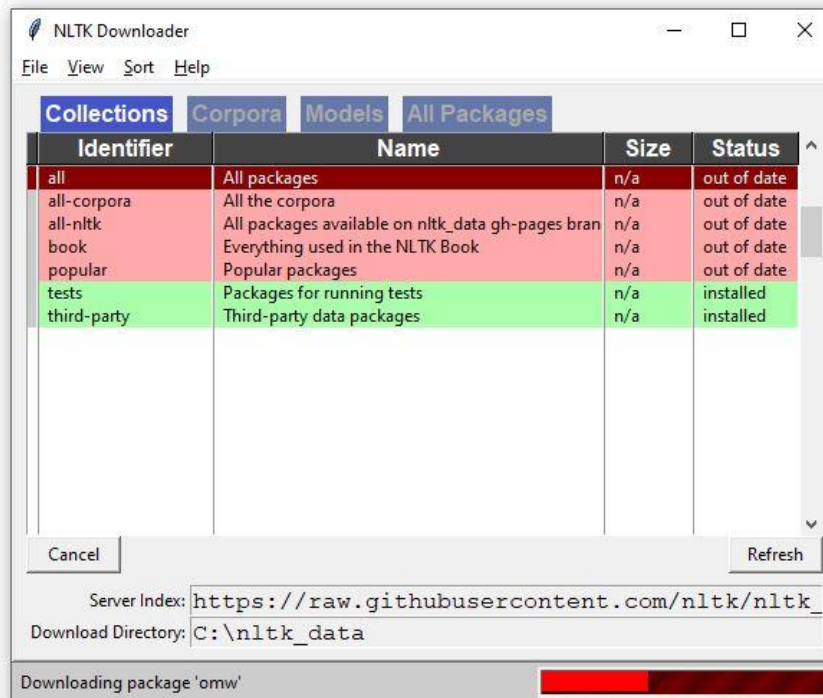 NLTK Downloader
File View Sort Help
Collections Corpora Models All Packages
Identifier Name Size Status
all All packages n/a out of date
all-corpora All the corpora n/a out of date
all-nltk All packages available on nltk_data gh-pages bran n/a out of date
book Everything used in the NLTK Book n/a out of date
popular Popular packages n/a out of date
tests Packages for running tests n/a installed
third-party Third-party data packages n/a installed
Cancel Refresh
Server Index: https://raw.githubusercontent.com/nltk/nltk_
Download Directory: C:\nltk_data
Downloading package 'omw'